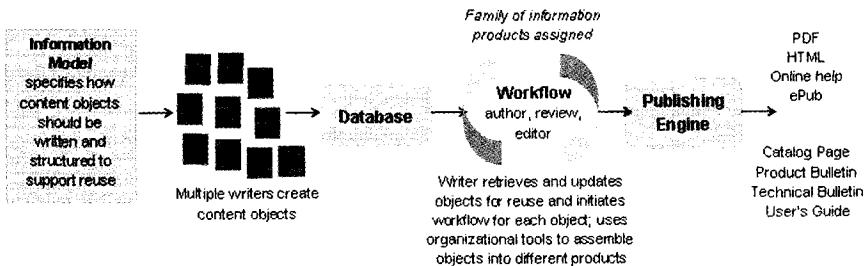 Information
Model
specifies how
content objects
should be
written and
structured to
support reuse
Multiple writers create
content objects
Database
Family of information
products assigned
Workflow
author, review,
editor
Writer retrieves and updates
objects for reuse and initiates
workflow for each object; uses
organizational tools to assemble
objects into different products
Publishing
Engine
PDF
HTML
Online help
ePub
Catalog Page
Product Bulletin
Technical Bulletin
User's Guide